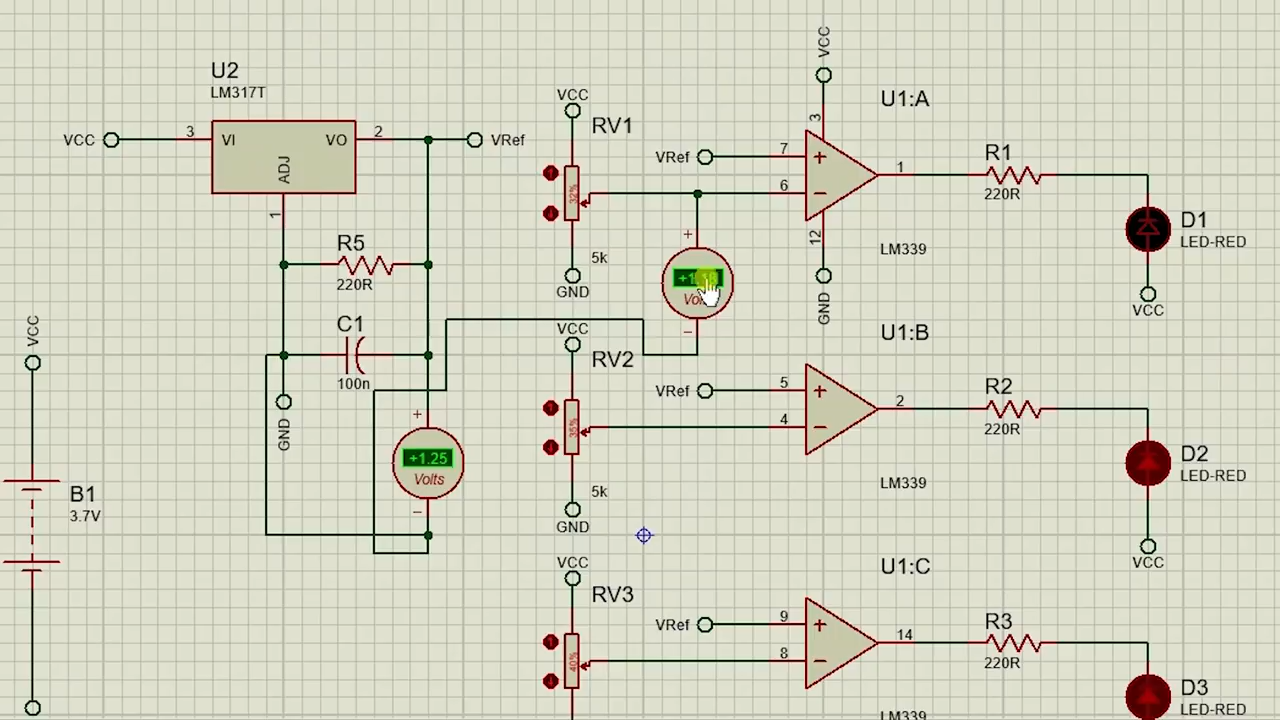 U2
LM317T
VCC
3
VI
VO
ADJ
2
1
VRef
R5
220R
C1
100n
GND
+
+1.25
Volts
−
VCC
B1
3.7V
VCC
RV1
32%
5k
GND
VRef
7
6
+
−
3
12
VCC
GND
U1:A
LM339
1
+
−
R1
220R
D1
LED-RED
VCC
VCC
RV2
35%
5k
GND
VRef
5
4
+
−
U1:B
LM339
2
R2
220R
D2
LED-RED
VCC
VCC
RV3
40%
VRef
9
8
+
−
U1:C
LM339
14
R3
220R
D3
LED-RED